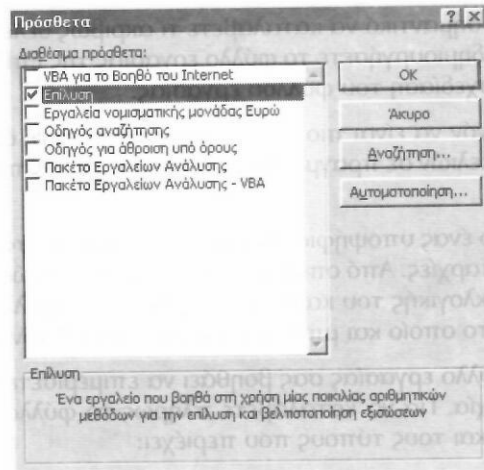 Πρόσθετα
Διαθέσιμα πρόσθετα:
VBA για το Βοηθό του Internet
Επίλυση
Εργαλεία νομισματικής μονάδας Ευρώ
Οδηγός αναζήτησης
Οδηγός για άθροιση υπό όρους
Πακέτο Εργαλείων Ανάλυσης
Πακέτο Εργαλείων Ανάλυσης - VBA
OK
Άκυρο
Αναζήτηση...
Αυτοματοποίηση...
Επίλυση
Ένα εργαλείο που βοηθά στη χρήση μίας ποικιλίας αριθμητικών
μεθόδων για την επίλυση και βελτιστοποίηση εξισώσεων